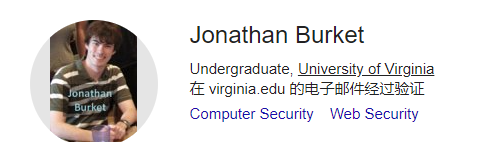 Jonathan Burket
Jonathan
Burket
Undergraduate, University of Virginia
在 virginia.edu 的电子邮件经过验证
Computer Security Web Security